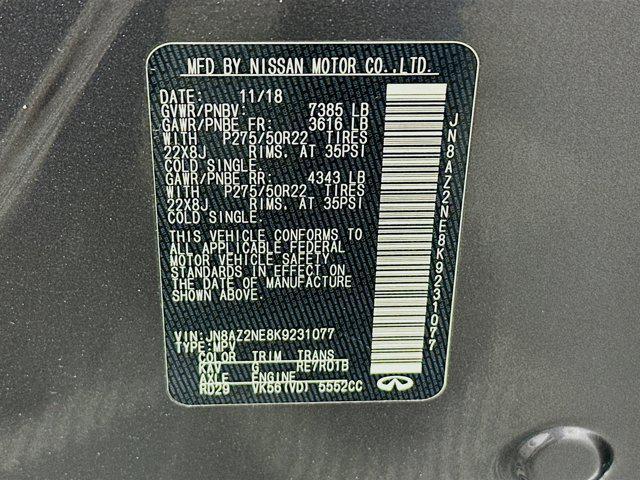 MFD BY NISSAN MOTOR CO.,LTD.
DATE: 11/18
GVWR/PNBV: 7385 LB
GAWR/PNBE FR: 3616 LB
WITH P275/50R22 TIRES
22X8J RIMS. AT 35PSI
COLD SINGLE
GAWR/PNBE RR: 4343 LB
WITH P275/50R22 TIRES
22X8J RIMS. AT 35PSI
COLD SINGLE.
THIS VEHICLE CONFORMS TO
ALL APPLICABLE FEDERAL
MOTOR VEHICLE SAFETY
STANDARDS IN EFFECT ON
THE DATE OF MANUFACTURE
SHOWN ABOVE.
VIN: JN8AZ2NE8K9231077
TYPE: MPV
COLOR TRIM TRANS
KAV G RE7R01B
AXLE ENGINE
RD29 VK56(VD) 5552CC
JN8AZ2NE8K9231077